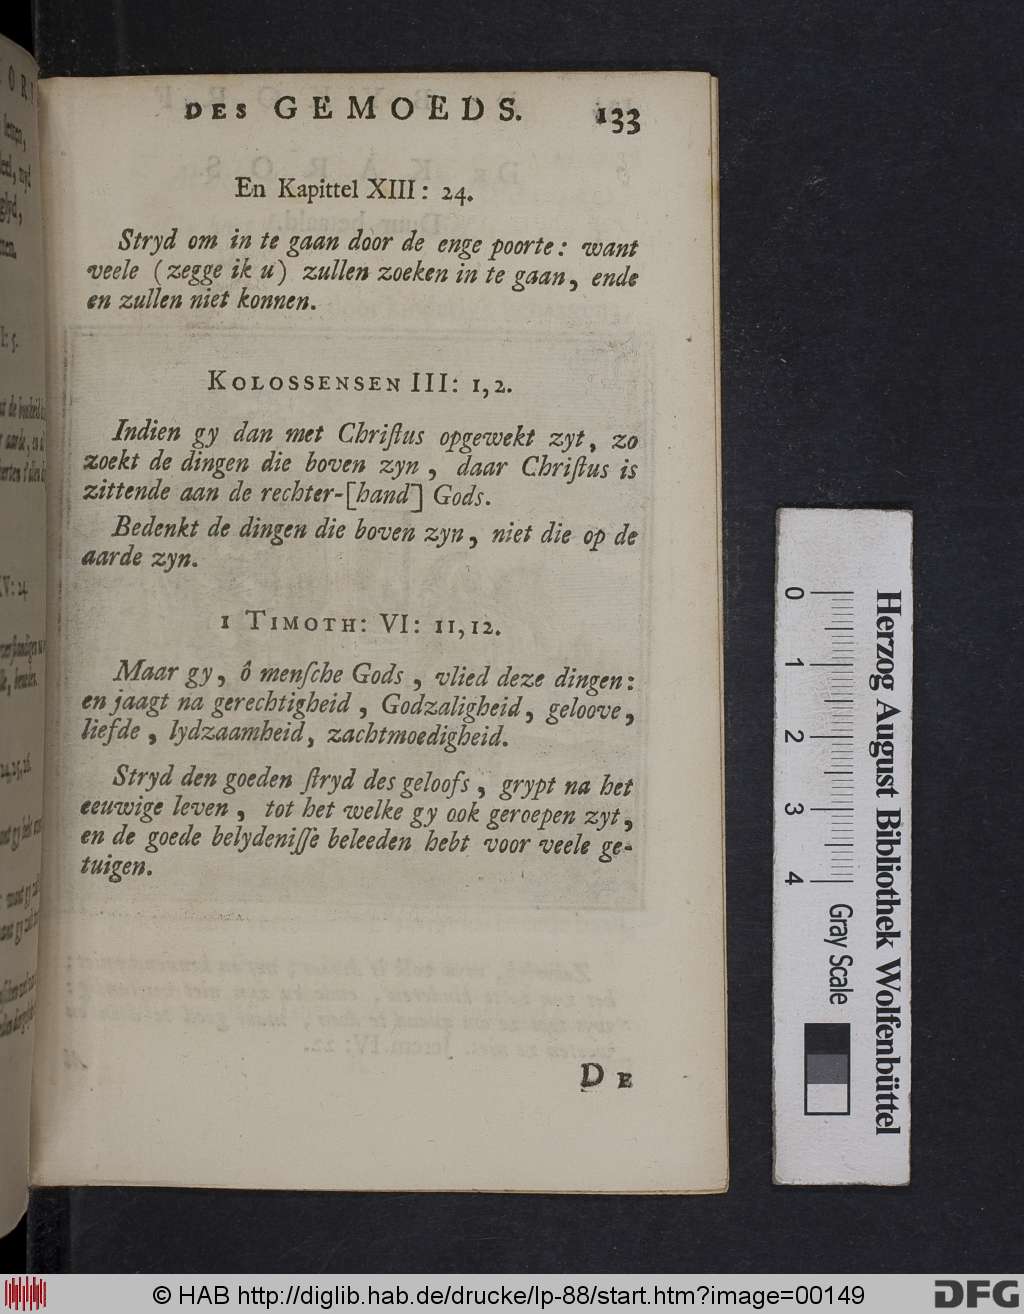 DES GEMOEDS. 133
En Kapittel XIII: 24.
Stryd om in te gaan door de enge poorte: want
veele (zegge ik u) zullen zoeken in te gaan, ende
en zullen niet konnen.
KOLOSSENSEN III: 1,2.
Indien gy dan met Chriſtus opgewekt zyt, zo
zoekt de dingen die boven zyn, daar Chriſtus is
zittende aan de rechter-[hand] Gods.
Bedenkt de dingen die boven zyn, niet die op de
aarde zyn.
1 TIMOTH: VI: 11,12.
Maar gy, ô menſche Gods, vlied deze dingen:
en jaagt na gerechtigheid, Godzaligheid, geloove,
liefde, lydzaamheid, zachtmoedigheid.
Stryd den goeden ſtryd des geloofs, grypt na het
eeuwige leven, tot het welke gy ook geroepen zyt,
en de goede belydeniſſe beleeden hebt voor veele ge-
tuigen.
DE
0 1 2 3 4 Gray Scale
Herzog August Bibliothek Wolfenbüttel
© HAB http://diglib.hab.de/drucke/lp-88/start.htm?image=00149
DFG